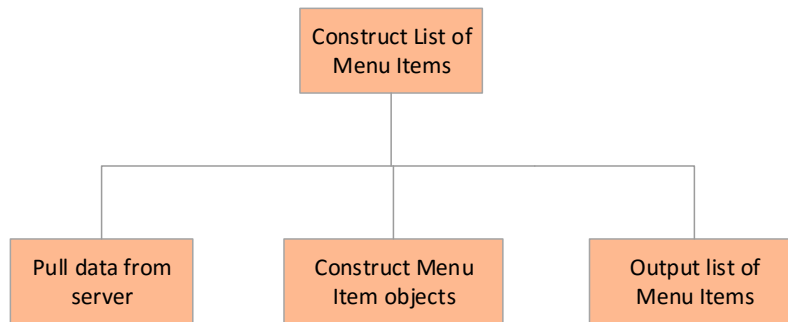 Construct List of
Menu Items
Pull data from
server
Construct Menu
Item objects
Output list of
Menu Items